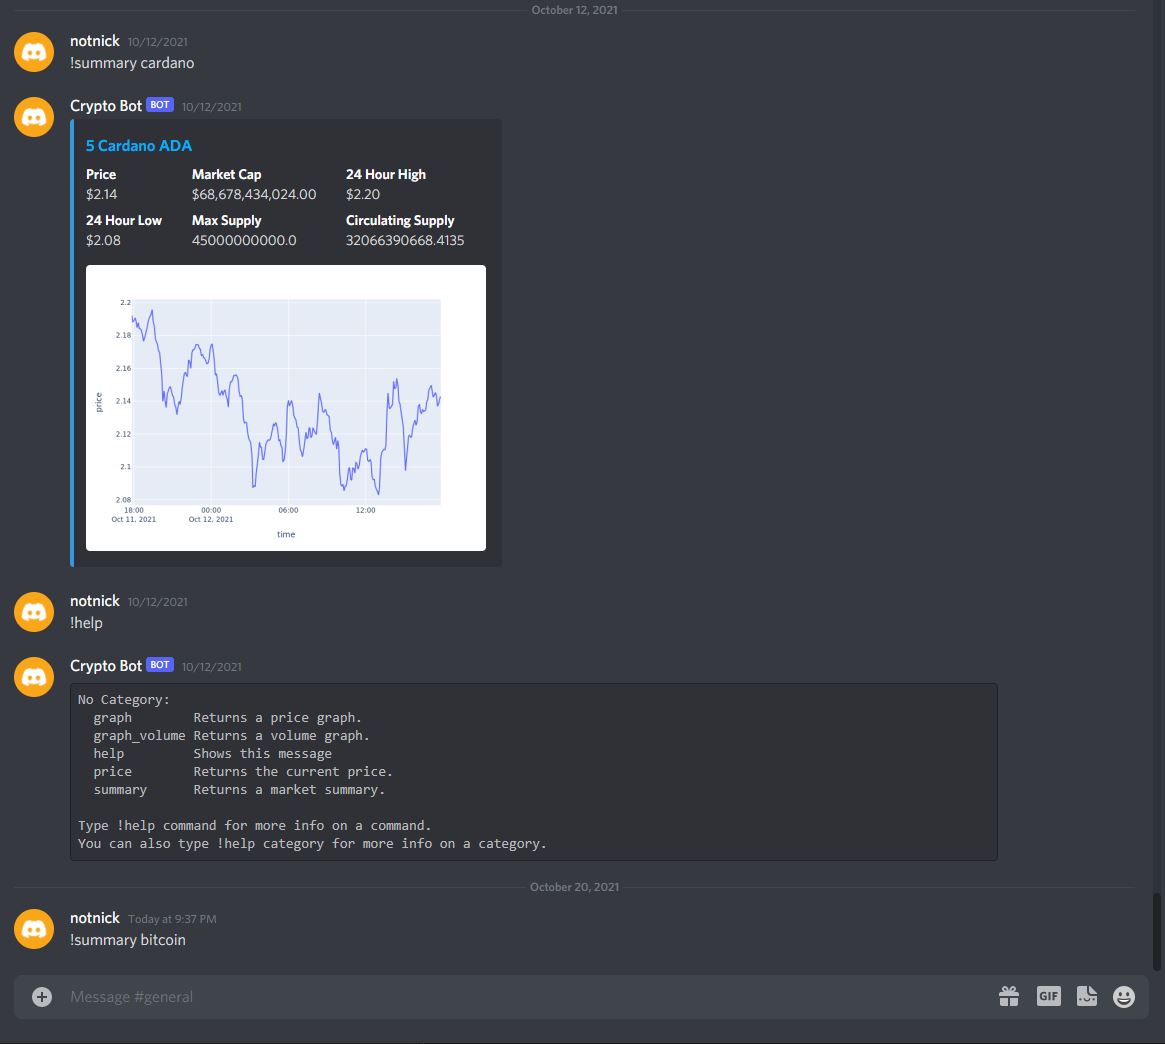 October 12, 2021
notnick 10/12/2021
!summary cardano
Crypto Bot BOT 10/12/2021
5 Cardano ADA
Price Market Cap 24 Hour High
$2.14 $68,678,434,024.00 $2.20
24 Hour Low Max Supply Circulating Supply
$2.08 45000000000.0 32066390668.4135
2.2
2.18
2.16
2.14
2.12
2.1
2.08
price
18:00 00:00 06:00 12:00
Oct 11, 2021 Oct 12, 2021
time
notnick 10/12/2021
!help
Crypto Bot BOT 10/12/2021
No Category:
graph Returns a price graph.
graph_volume Returns a volume graph.
help Shows this message
price Returns the current price.
summary Returns a market summary.
Type !help command for more info on a command.
You can also type !help category for more info on a category.
October 20, 2021
notnick Today at 9:37 PM
!summary bitcoin
Message #general GIF